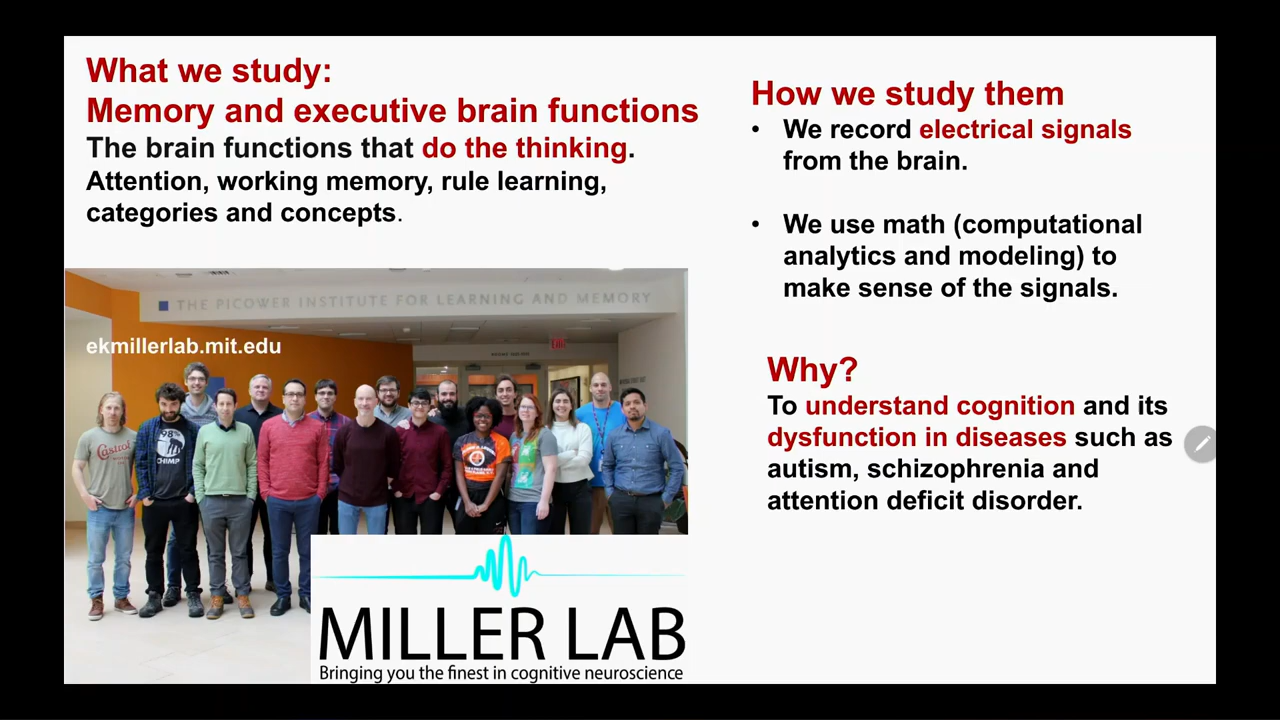 What we study:
Memory and executive brain functions
The brain functions that do the thinking.
Attention, working memory, rule learning,
categories and concepts.
How we study them
• We record electrical signals
from the brain.
• We use math (computational
analytics and modeling) to
make sense of the signals.
Why?
To understand cognition and its
dysfunction in diseases such as
autism, schizophrenia and
attention deficit disorder.
THE PICOWER INSTITUTE FOR LEARNING AND MEMORY
ekmillerlab.mit.edu
Castrol
98%
CHIMP
MILLER LAB
Bringing you the finest in cognitive neuroscience